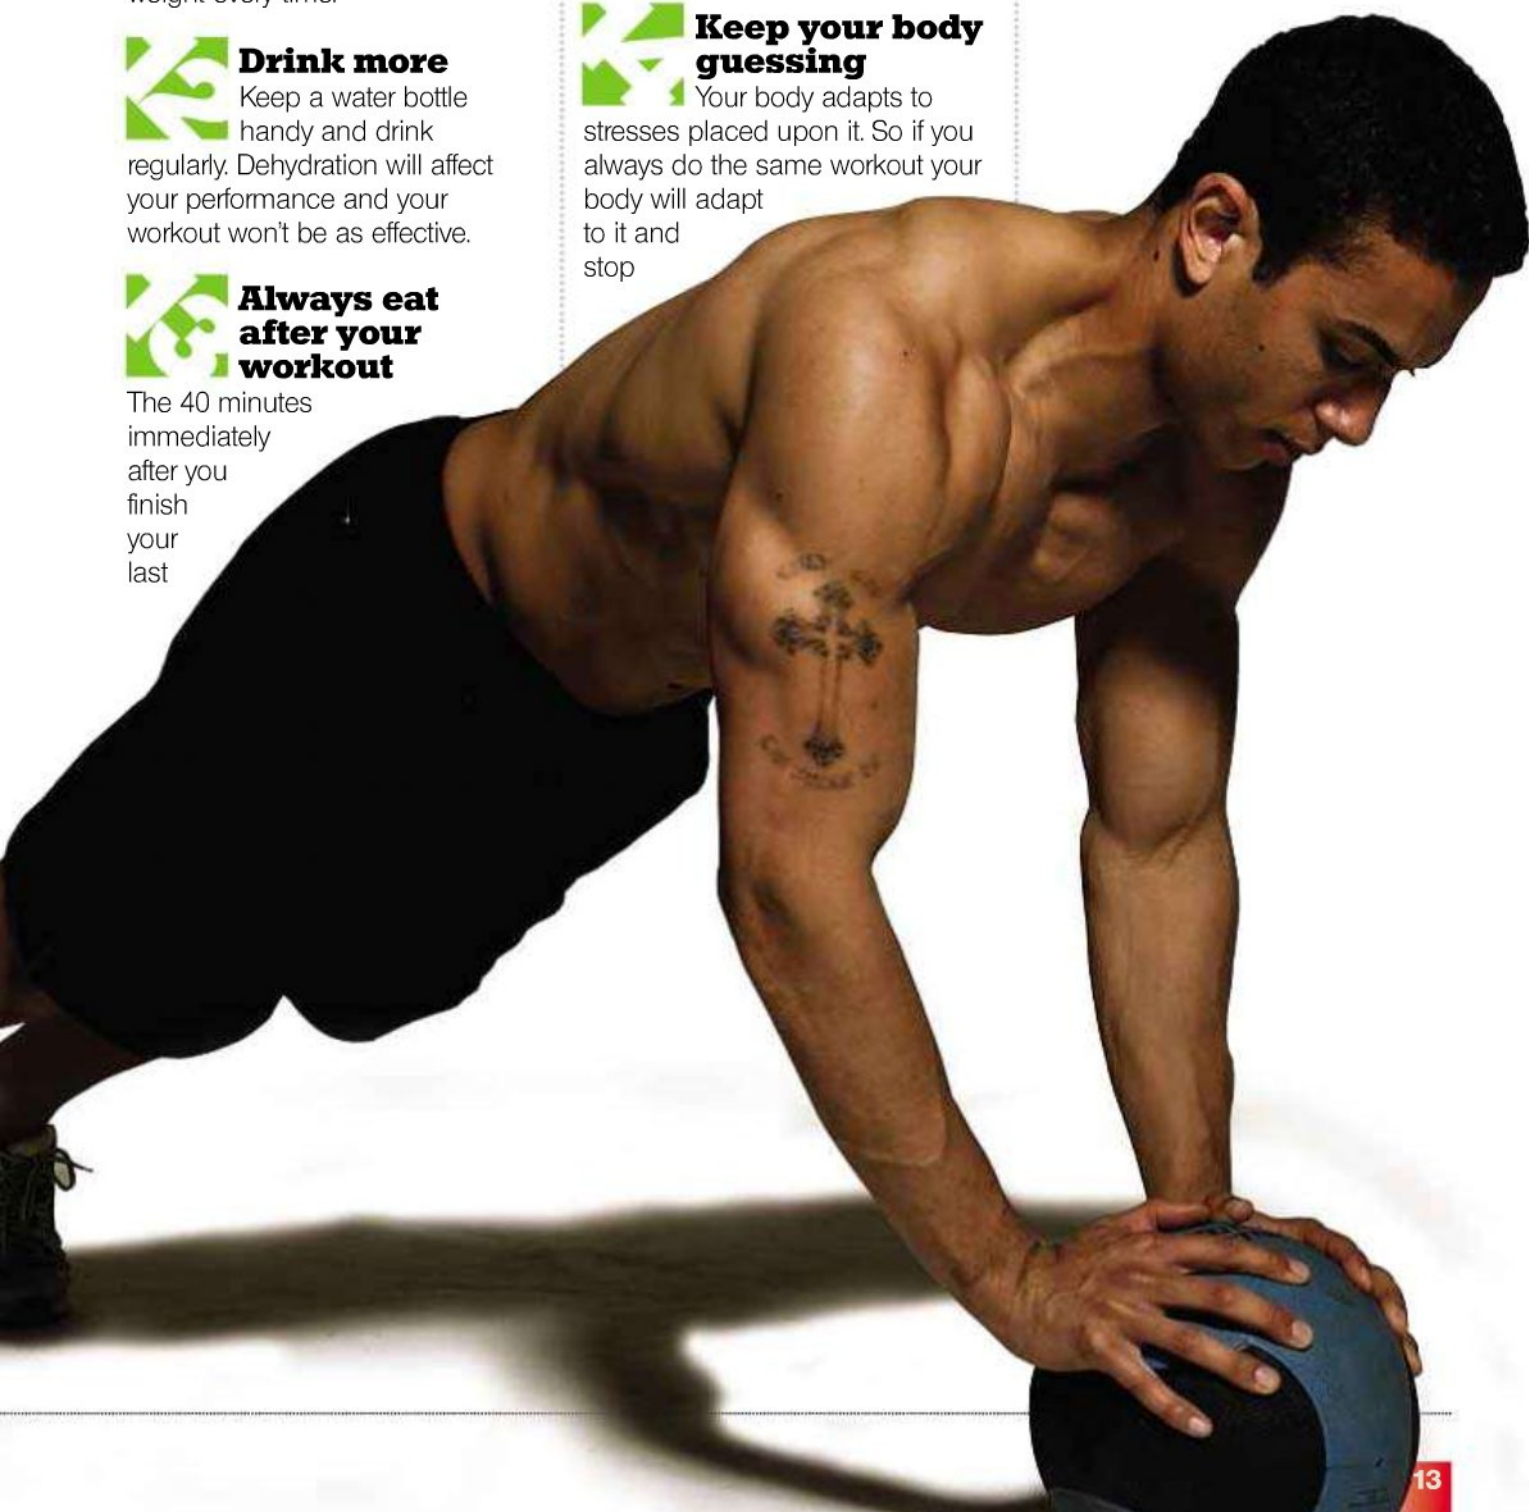 weight every time.
Drink more
Keep a water bottle
handy and drink
regularly. Dehydration will affect
your performance and your
workout won't be as effective.
Always eat
after your
workout
The 40 minutes
immediately
after you
finish
your
last
Keep your body
guessing
Your body adapts to
stresses placed upon it. So if you
always do the same workout your
body will adapt
to it and
stop
13